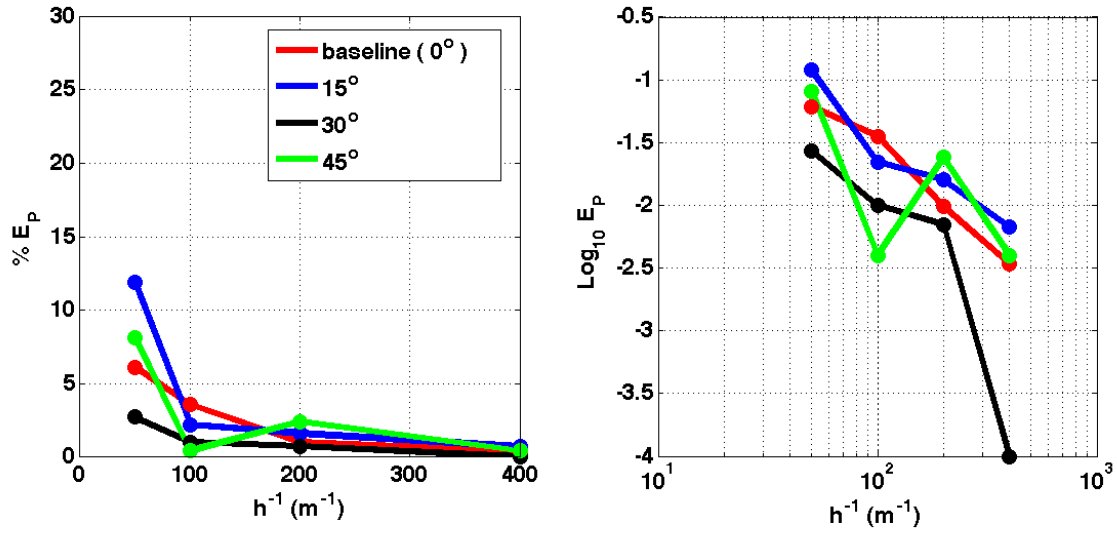 30
25
20
15
10
5
0
% E_P
0 100 200 300 400
h^-1 (m^-1)
baseline ( 0^o )
15^o
30^o
45^o
-0.5
-1
-1.5
-2
-2.5
-3
-3.5
-4
Log_10 E_P
10^1 10^2 10^3
h^-1 (m^-1)